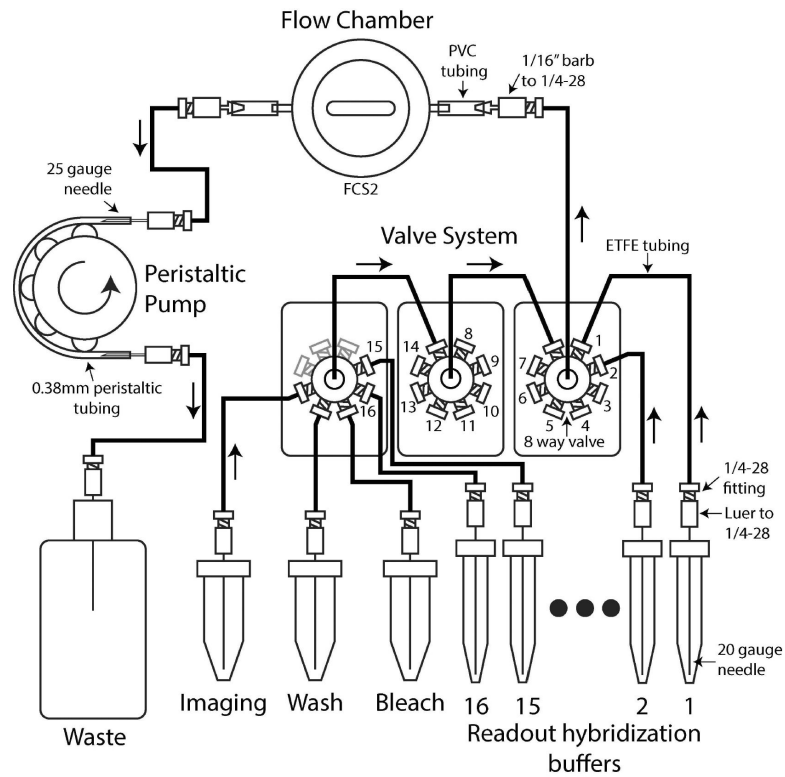 Flow Chamber
PVC
tubing
1/16” barb
to 1/4-28
25 gauge
needle
FCS2
Valve System
ETFE tubing
Peristaltic
Pump
0.38mm peristaltic
tubing
15
16
14
8
9
13
10
12
11
1
7
2
6
3
5
4
8 way valve
1/4-28
fitting
Luer to
1/4-28
20 gauge
needle
Imaging
Wash
Bleach
16
15
2
1
Waste
Readout hybridization
buffers